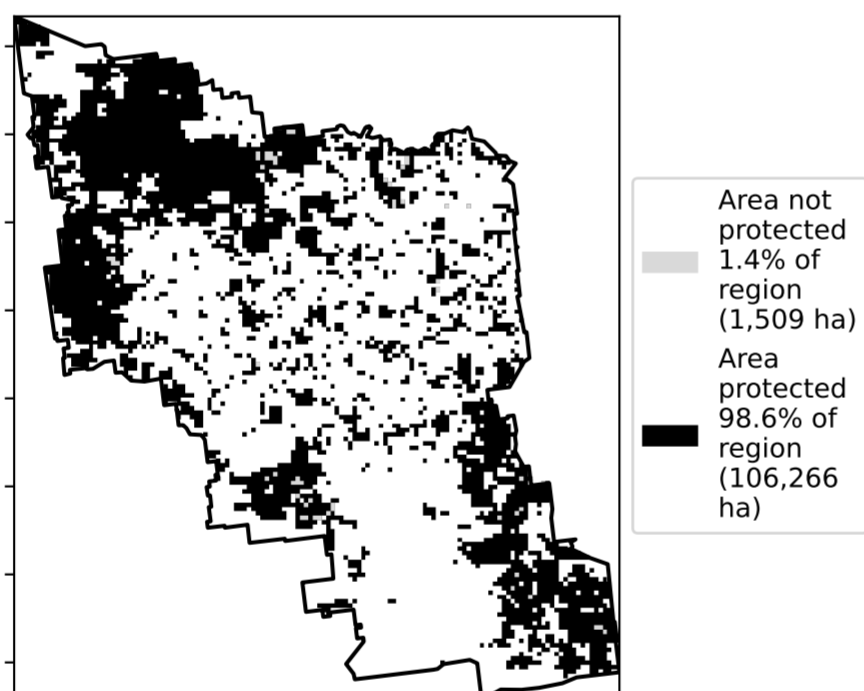 Area not
protected
1.4% of
region
(1,509 ha)
Area
protected
98.6% of
region
(106,266
ha)